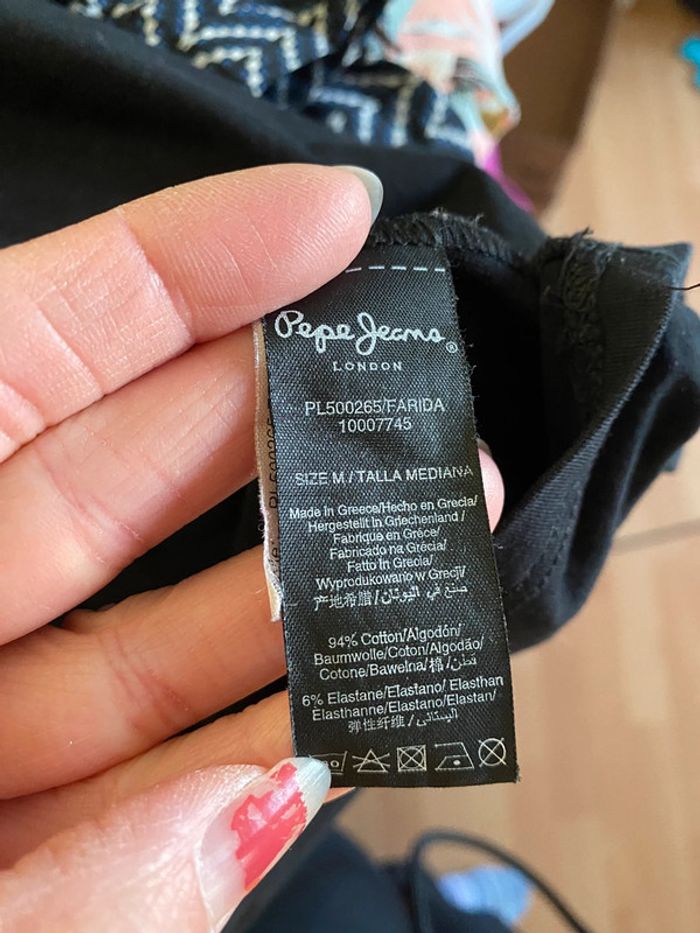 Pepe Jeans®
LONDON
PL500265/FARIDA
10007745
SIZE M/TALLA MEDIANA
Made in Greece/Hecho en Grecia/
Hergestellt in Griechenland /
Fabriqué en Grèce/
Fabricado na Grécia/
Fatto in Grecia/
Wyprodukowano w Grecji/
产地希腊/صنع في اليونان
94% Cotton/Algodón/
Baumwolle/Coton/Algodão/
Cotone/Bawełna/棉/قطن
6% Elastane/Elastano/ Elasthan
Elasthanne/Elastano/Elastan/
弹性纤维/